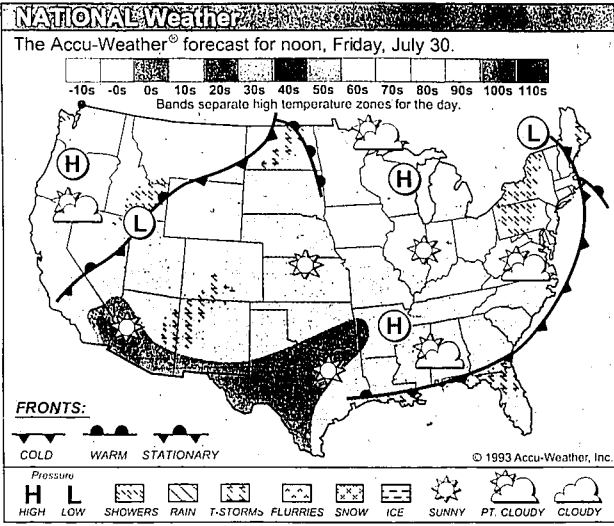 NATIONAL Weather
The Accu-Weather® forecast for noon, Friday, July 30.
-10s -0s 0s 10s 20s 30s 40s 50s 60s 70s 80s 90s 100s 110s
Bands separate high temperature zones for the day.
L
H
H
L
H
FRONTS:
COLD WARM STATIONARY
© 1993 Accu-Weather, Inc.
Pressure
H L
HIGH LOW SHOWERS RAIN T-STORMS FLURRIES SNOW ICE SUNNY PT. CLOUDY CLOUDY